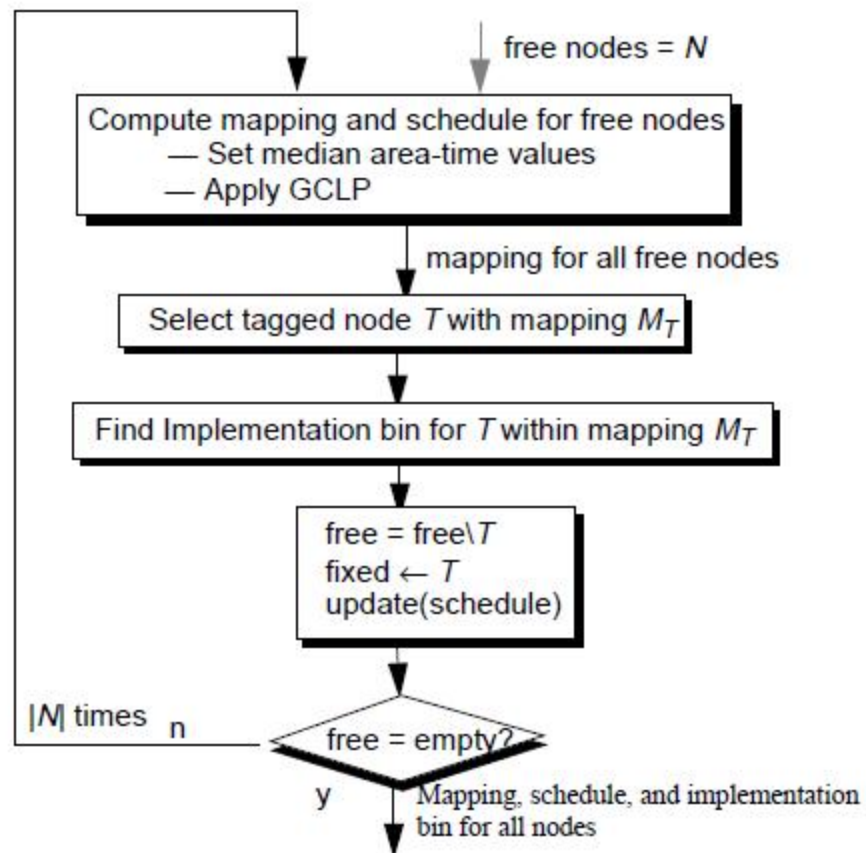 free nodes = N
Compute mapping and schedule for free nodes
— Set median area-time values
— Apply GCLP
mapping for all free nodes
Select tagged node T with mapping M_T
Find Implementation bin for T within mapping M_T
free = free\T
fixed ← T
update(schedule)
|N| times
n
free = empty?
y
Mapping, schedule, and implementation
bin for all nodes